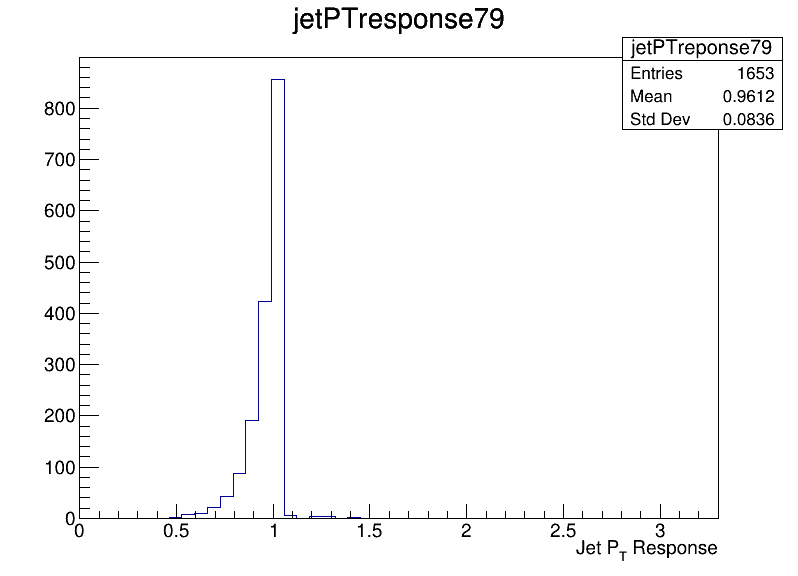 jetPTresponse79
jetPTreponse79
Entries 1653
Mean 0.9612
Std Dev 0.0836
800
700
600
500
400
300
200
100
0
0 0.5 1 1.5 2 2.5 3
Jet PT Response